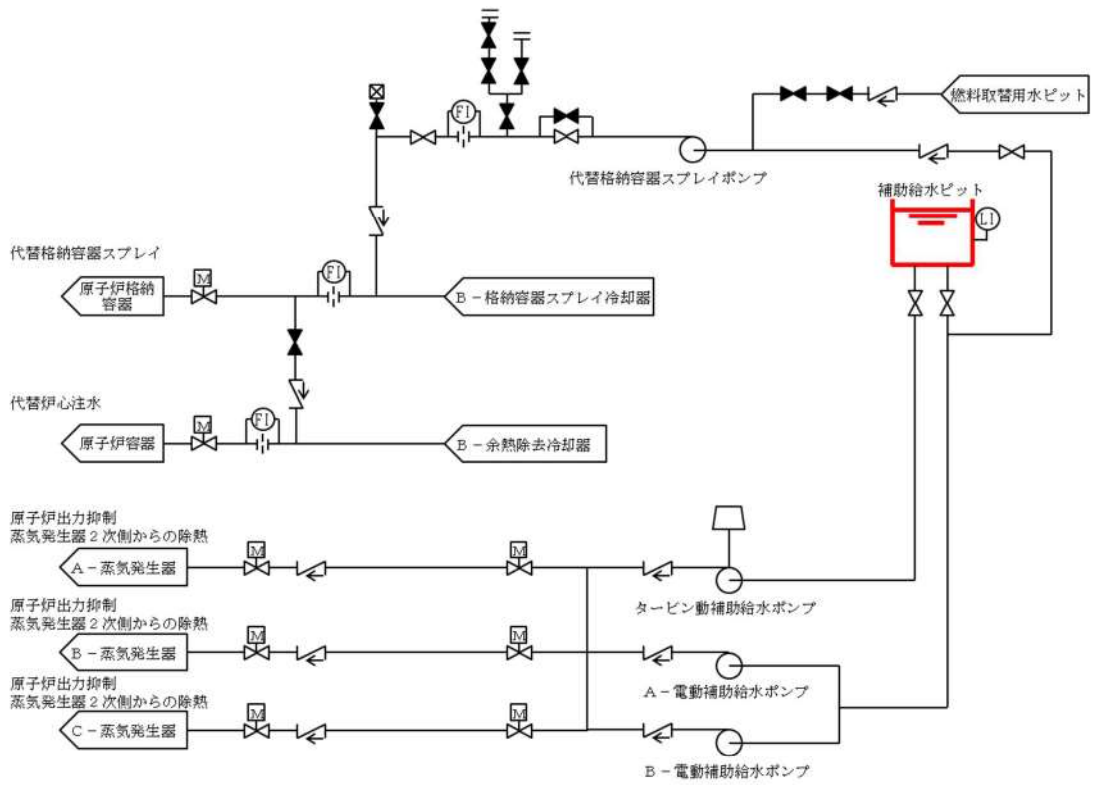 FI
燃料取替用水ピット
代替格納容器スプレイポンプ
補助給水ピット
LI
代替格納容器スプレイ
M
FI
原子炉格納
容器
B-格納容器スプレイ冷却器
代替炉心注水
M
FI
原子炉容器
B-余熱除去冷却器
原子炉出力抑制
蒸気発生器2次側からの除熱
M
M
A-蒸気発生器
タービン動補助給水ポンプ
原子炉出力抑制
蒸気発生器2次側からの除熱
M
M
B-蒸気発生器
A-電動補助給水ポンプ
原子炉出力抑制
蒸気発生器2次側からの除熱
M
M
C-蒸気発生器
B-電動補助給水ポンプ